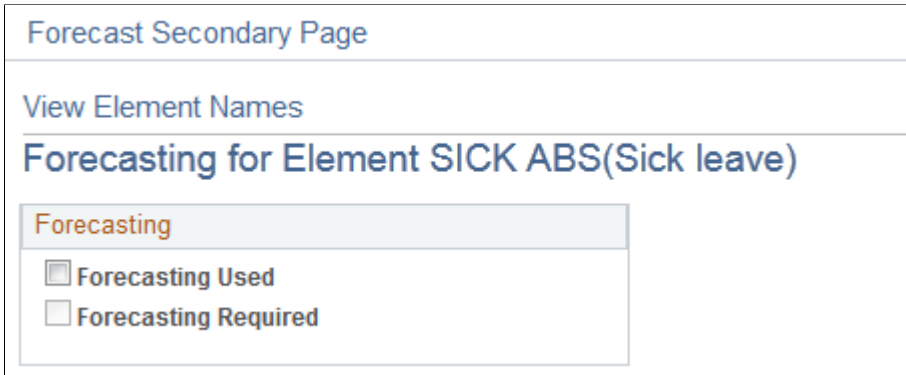 Forecast Secondary Page
View Element Names
Forecasting for Element SICK ABS(Sick leave)
Forecasting
Forecasting Used
Forecasting Required